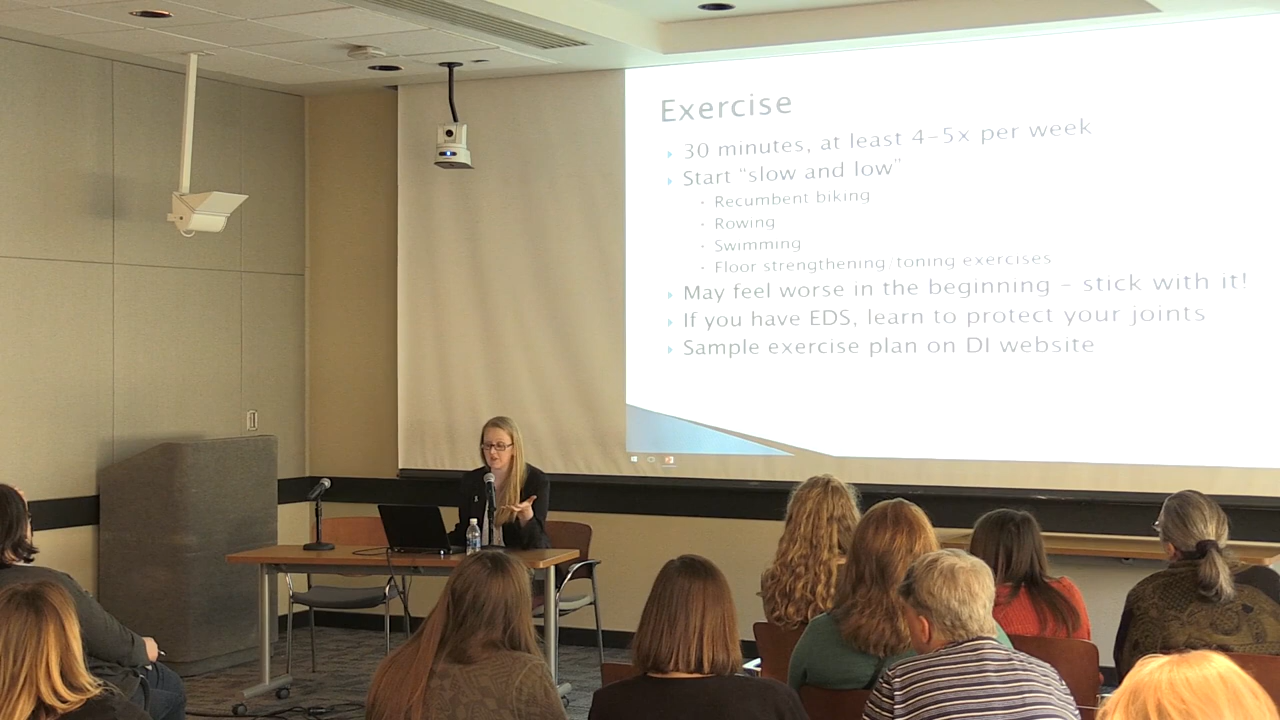 Exercise
30 minutes, at least 4-5x per week
Start “slow and low”
Recumbent biking
Rowing
Swimming
Floor strengthening/toning exercises
May feel worse in the beginning – stick with it!
If you have EDS, learn to protect your joints
Sample exercise plan on DI website